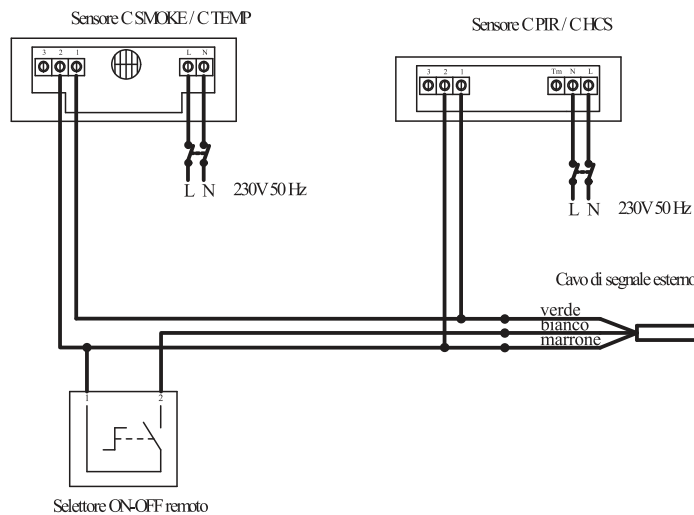 Sensore C SMOKE / C TEMP
Sensore C PIR / C HCS
3 2 1 L N
3 2 1 Tm N L
L N 230V 50 Hz
L N 230V 50 Hz
Cavo di segnale esterno
verde
bianco
marrone
1 2
Selettore ON-OFF remoto